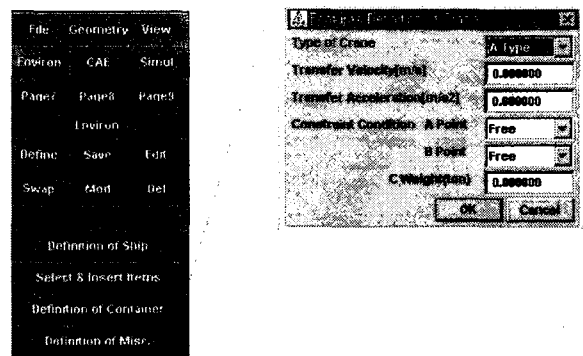 File Geometry View
Environ CAE Simul
Page7 Page8 Page9
Environ
Define Save Edit
Swap Mod Del
Definition of Ship
Select & Insert Items
Definition of Container
Definition of Misc.
Type of Crane A Type
Transfer Velocity[m/s] 0.000000
Transfer Acceleration[m/s2] 0.000000
Constraint Condition A Point Free
B Point Free
C Weight(ton) 0.000000
OK Cancel